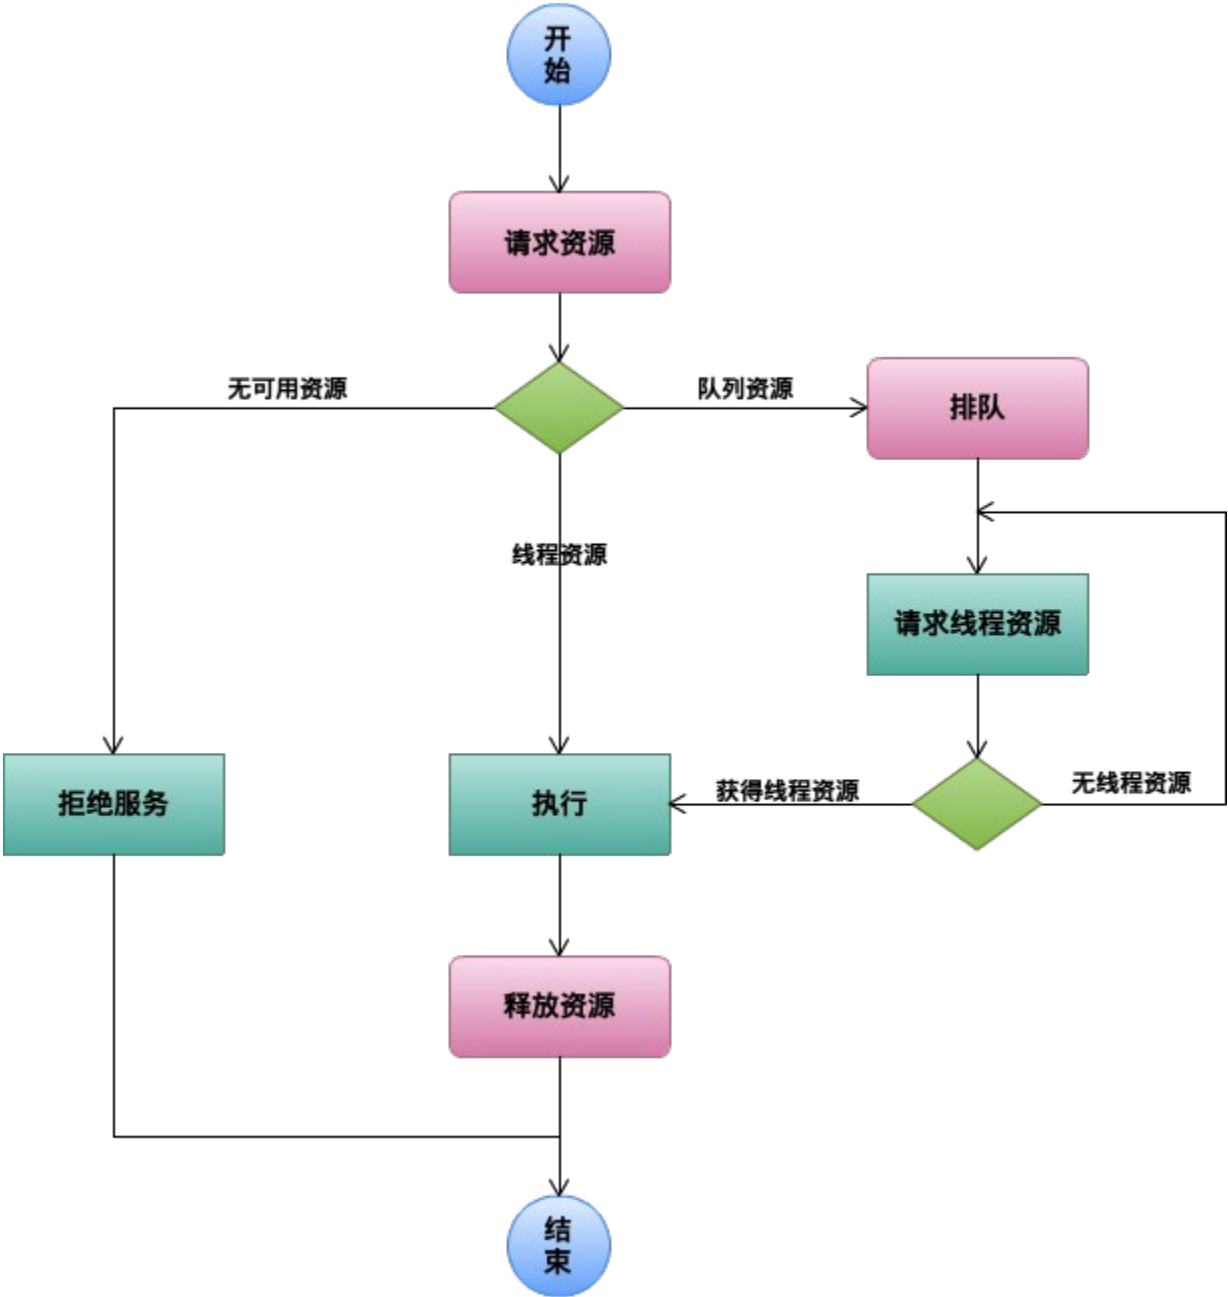 开
始
请求资源
无可用资源
队列资源
排队
线程资源
请求线程资源
拒绝服务
执行
获得线程资源
无线程资源
释放资源
结
束